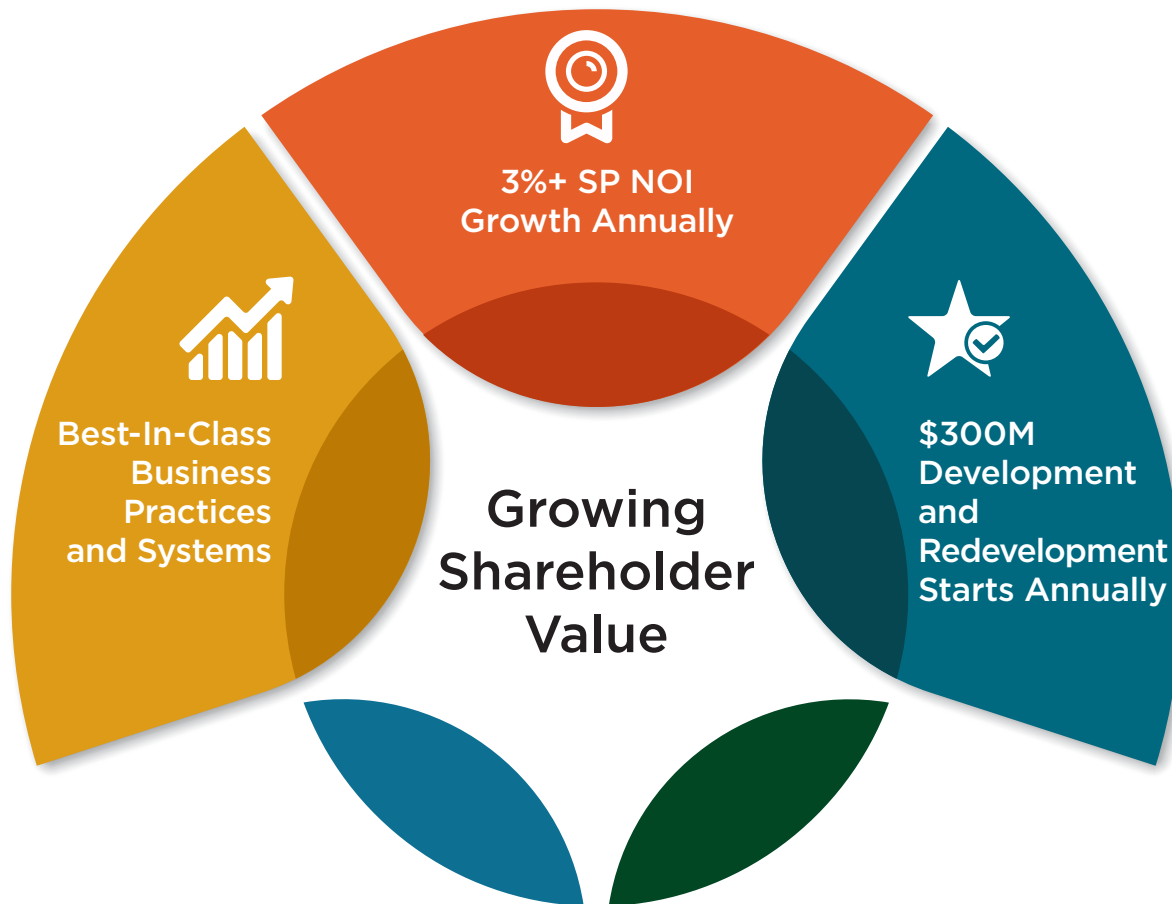 3%+ SP NOI
Growth Annually
Best-In-Class
Business
Practices
and Systems
$300M
Development
and
Redevelopment
Starts Annually
Growing
Shareholder
Value